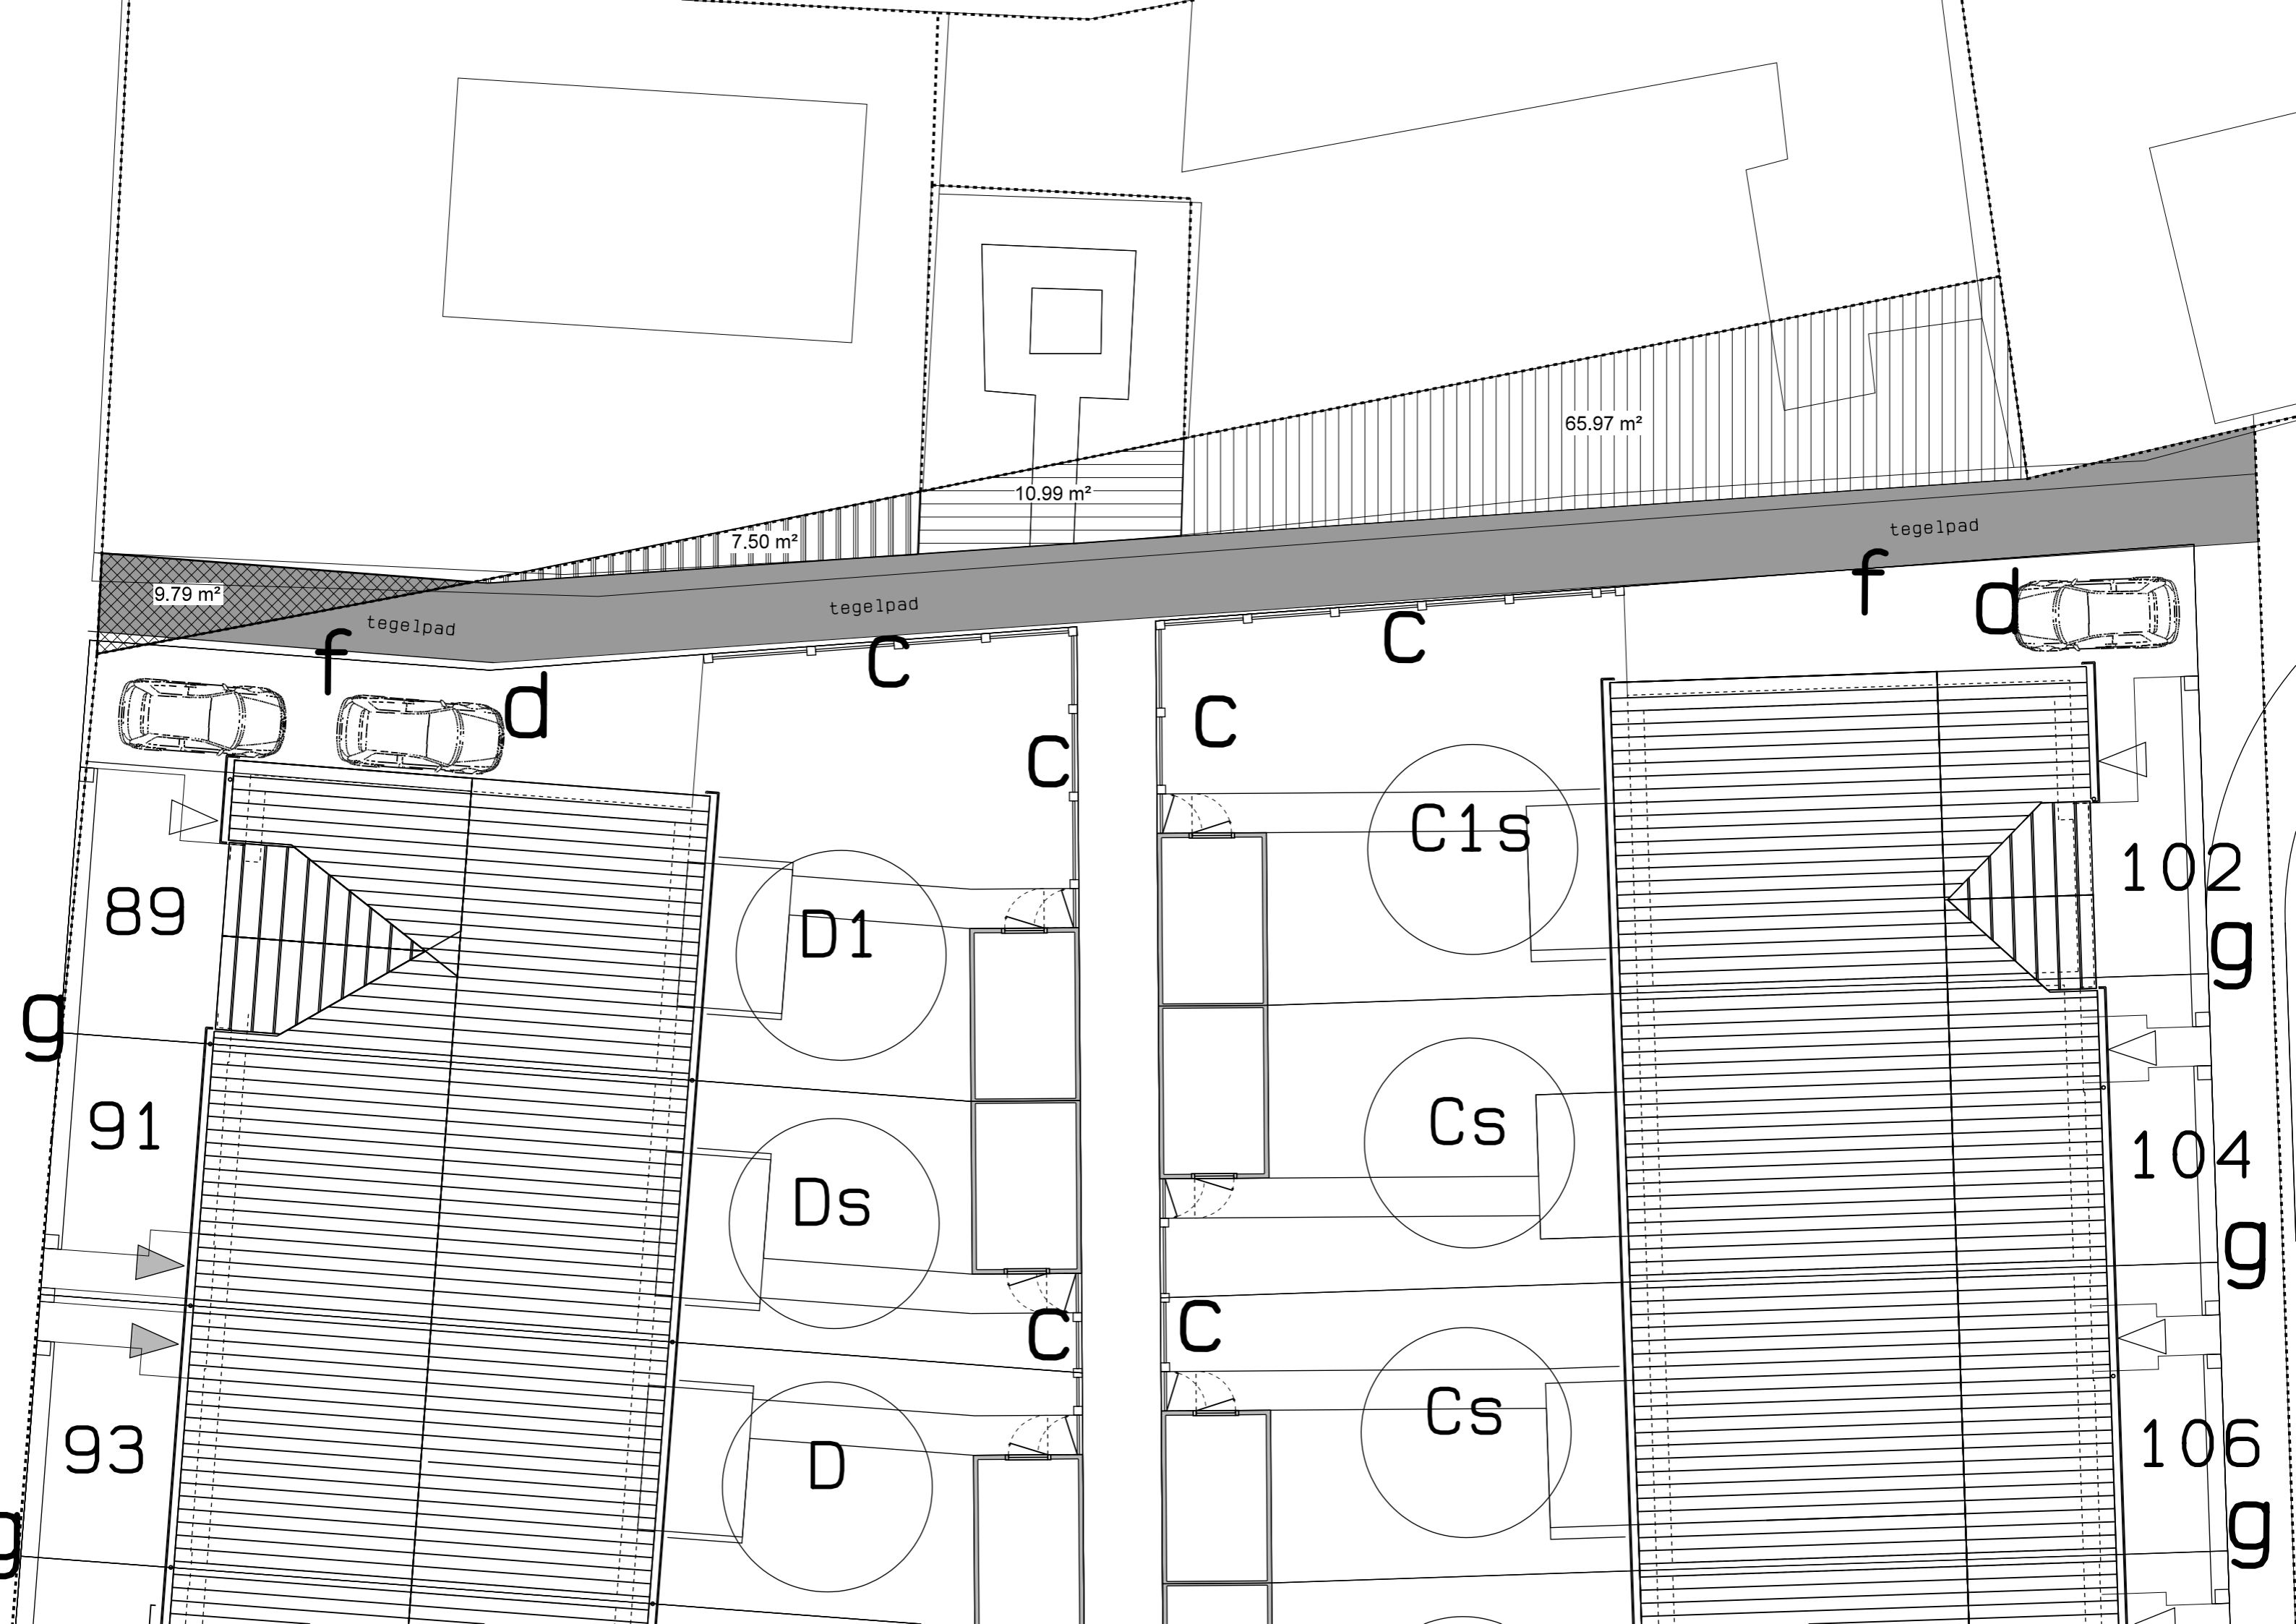 65.97 m²
10.99 m²
7.50 m²
9.79 m²
tegelpad
tegelpad
tegelpad
f
d
f
d
c
c
c
c
C1s
102
g
89
D1
g
Cs
104
g
91
Ds
c
c
Cs
106
g
93
D
g